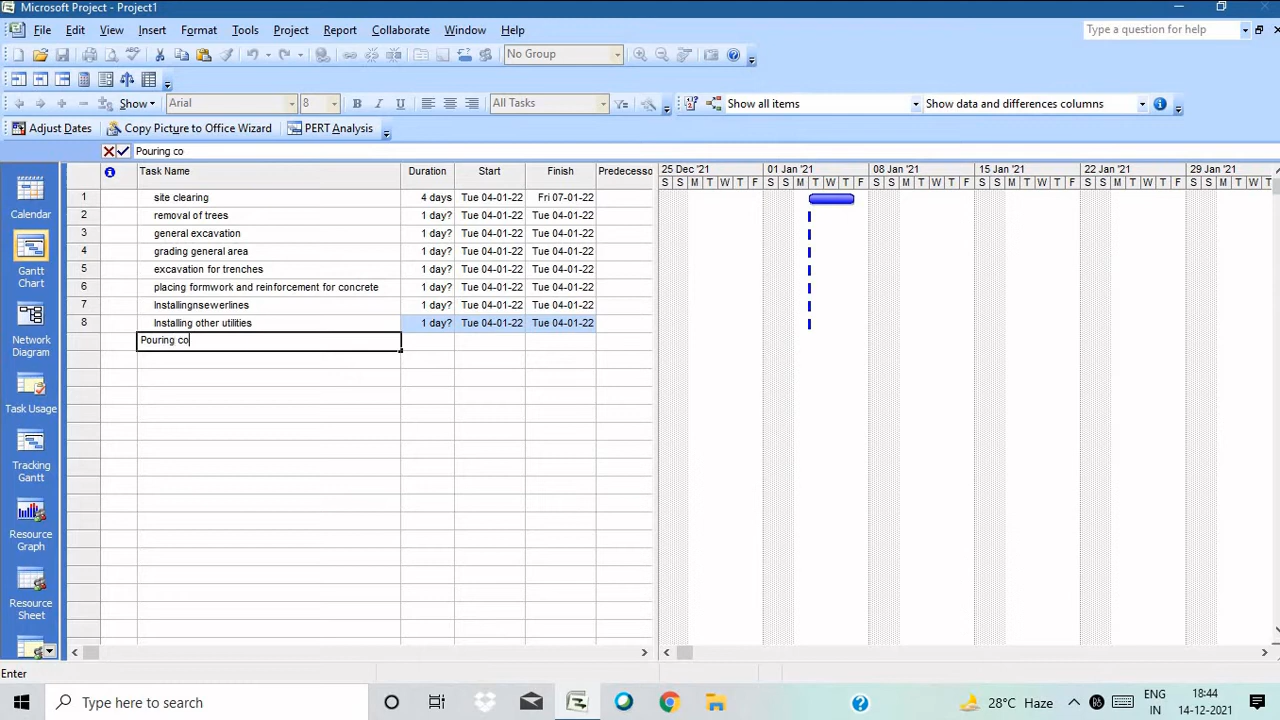 Microsoft Project - Project1
File Edit View Insert Format Tools Project Report Collaborate Window Help Type a question for help
No Group
Show Arial 8 B I U All Tasks Show all items Show data and differences columns
Adjust Dates Copy Picture to Office Wizard PERT Analysis
Pouring co
Task Name Duration Start Finish Predecesso
25 Dec '21 01 Jan '22 08 Jan '22 15 Jan '22 22 Jan '22 29 Jan '22
S S M T W T F S S M T W T F S S M T W T F S S M T W T F S S M T W T F S S M T W T
1 site clearing 4 days Tue 04-01-22 Fri 07-01-22
2 removal of trees 1 day? Tue 04-01-22 Tue 04-01-22
3 general excavation 1 day? Tue 04-01-22 Tue 04-01-22
4 grading general area 1 day? Tue 04-01-22 Tue 04-01-22
5 excavation for trenches 1 day? Tue 04-01-22 Tue 04-01-22
6 placing formwork and reinforcement for concrete 1 day? Tue 04-01-22 Tue 04-01-22
7 Installingnsewerlines 1 day? Tue 04-01-22 Tue 04-01-22
8 Installing other utilities 1 day? Tue 04-01-22 Tue 04-01-22
Pouring co
Calendar
Gantt
Chart
Network
Diagram
Task Usage
Tracking
Gantt
Resource
Graph
Resource
Sheet
Enter
Type here to search
28°C Haze
ENG
IN
18:44
14-12-2021